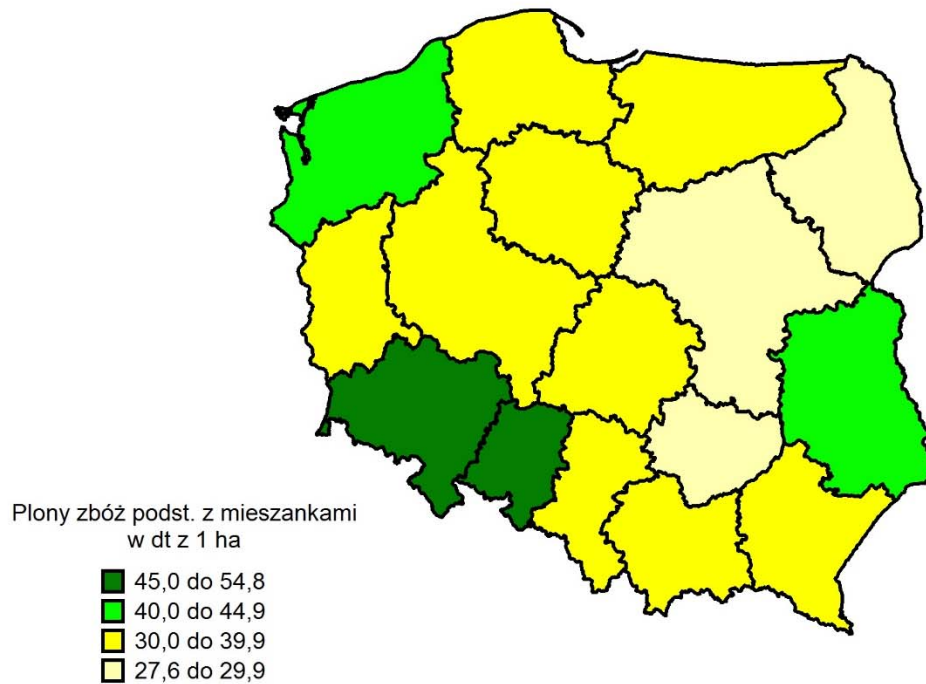 Plony zbóż podst. z mieszankami
w dt z 1 ha
45,0 do 54,8
40,0 do 44,9
30,0 do 39,9
27,6 do 29,9